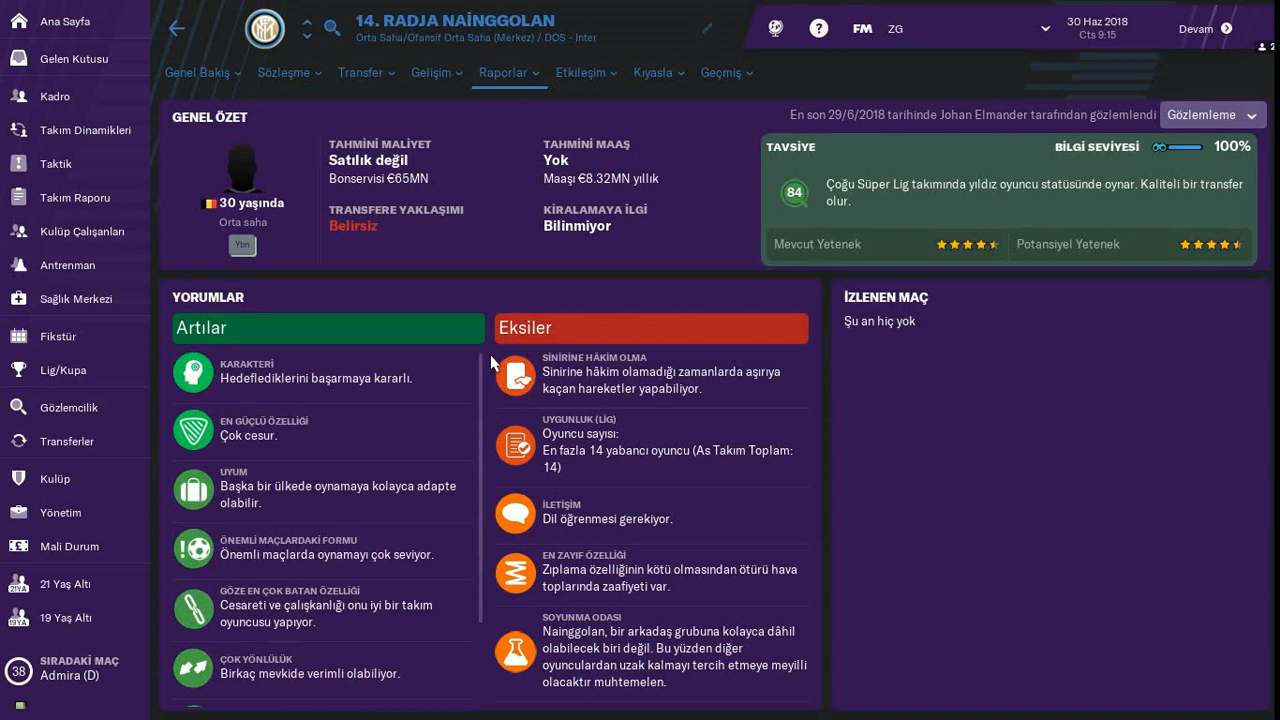 Ana Sayfa
Gelen Kutusu
Kadro
Takım Dinamikleri
Taktik
Takım Raporu
Kulüp Çalışanları
Antrenman
Sağlık Merkezi
Fikstür
Lig/Kupa
Gözlemcilik
Transferler
Kulüp
Yönetim
Mali Durum
21YA
21 Yaş Altı
19YA
19 Yaş Altı
38
SIRADAKİ MAÇ
Admira (D)
14. RADJA NAİNGGOLAN
Orta Saha/Ofansif Orta Saha (Merkez) / DOS - Inter
?
FM
ZG
30 Haz 2018
Cts 9:15
Devam
2
Genel Bakış
Sözleşme
Transfer
Gelişim
Raporlar
Etkileşim
Kıyasla
Geçmiş
GENEL ÖZET
En son 29/6/2018 tarihinde Johan Elmander tarafından gözlemlendi
Gözlemleme
30 yaşında
Orta saha
Ybn
TAHMİNİ MALİYET
Satılık değil
Bonservisi €65MN
TRANSFERE YAKLAŞIMI
Belirsiz
TAHMİNİ MAAŞ
Yok
Maaşı €8.32MN yıllık
KİRALAMAYA İLGİ
Bilinmiyor
TAVSİYE
BİLGİ SEVİYESİ
100%
84
Çoğu Süper Lig takımında yıldız oyuncu statüsünde oynar. Kaliteli bir transfer
olur.
Mevcut Yetenek
Potansiyel Yetenek
YORUMLAR
Artılar
KARAKTERİ
Hedeflediklerini başarmaya kararlı.
EN GÜÇLÜ ÖZELLİĞİ
Çok cesur.
UYUM
Başka bir ülkede oynamaya kolayca adapte
olabilir.
ÖNEMLİ MAÇLARDAKİ FORMU
Önemli maçlarda oynamayı çok seviyor.
GÖZE EN ÇOK BATAN ÖZELLİĞİ
Cesareti ve çalışkanlığı onu iyi bir takım
oyuncusu yapıyor.
ÇOK YÖNLÜLÜK
Birkaç mevkide verimli olabiliyor.
Eksiler
SİNİRİNE HÂKİM OLMA
Sinirine hâkim olamadığı zamanlarda aşırıya
kaçan hareketler yapabiliyor.
UYGUNLUK (LİG)
Oyuncu sayısı:
En fazla 14 yabancı oyuncu (As Takım Toplam:
14)
İLETİŞİM
Dil öğrenmesi gerekiyor.
EN ZAYIF ÖZELLİĞİ
Zıplama özelliğinin kötü olmasından ötürü hava
toplarında zaafiyeti var.
SOYUNMA ODASI
Nainggolan, bir arkadaş grubuna kolayca dâhil
olabilecek biri değil. Bu yüzden diğer
oyunculardan uzak kalmayı tercih etmeye meyilli
olacaktır muhtemelen.
İZLENEN MAÇ
Şu an hiç yok